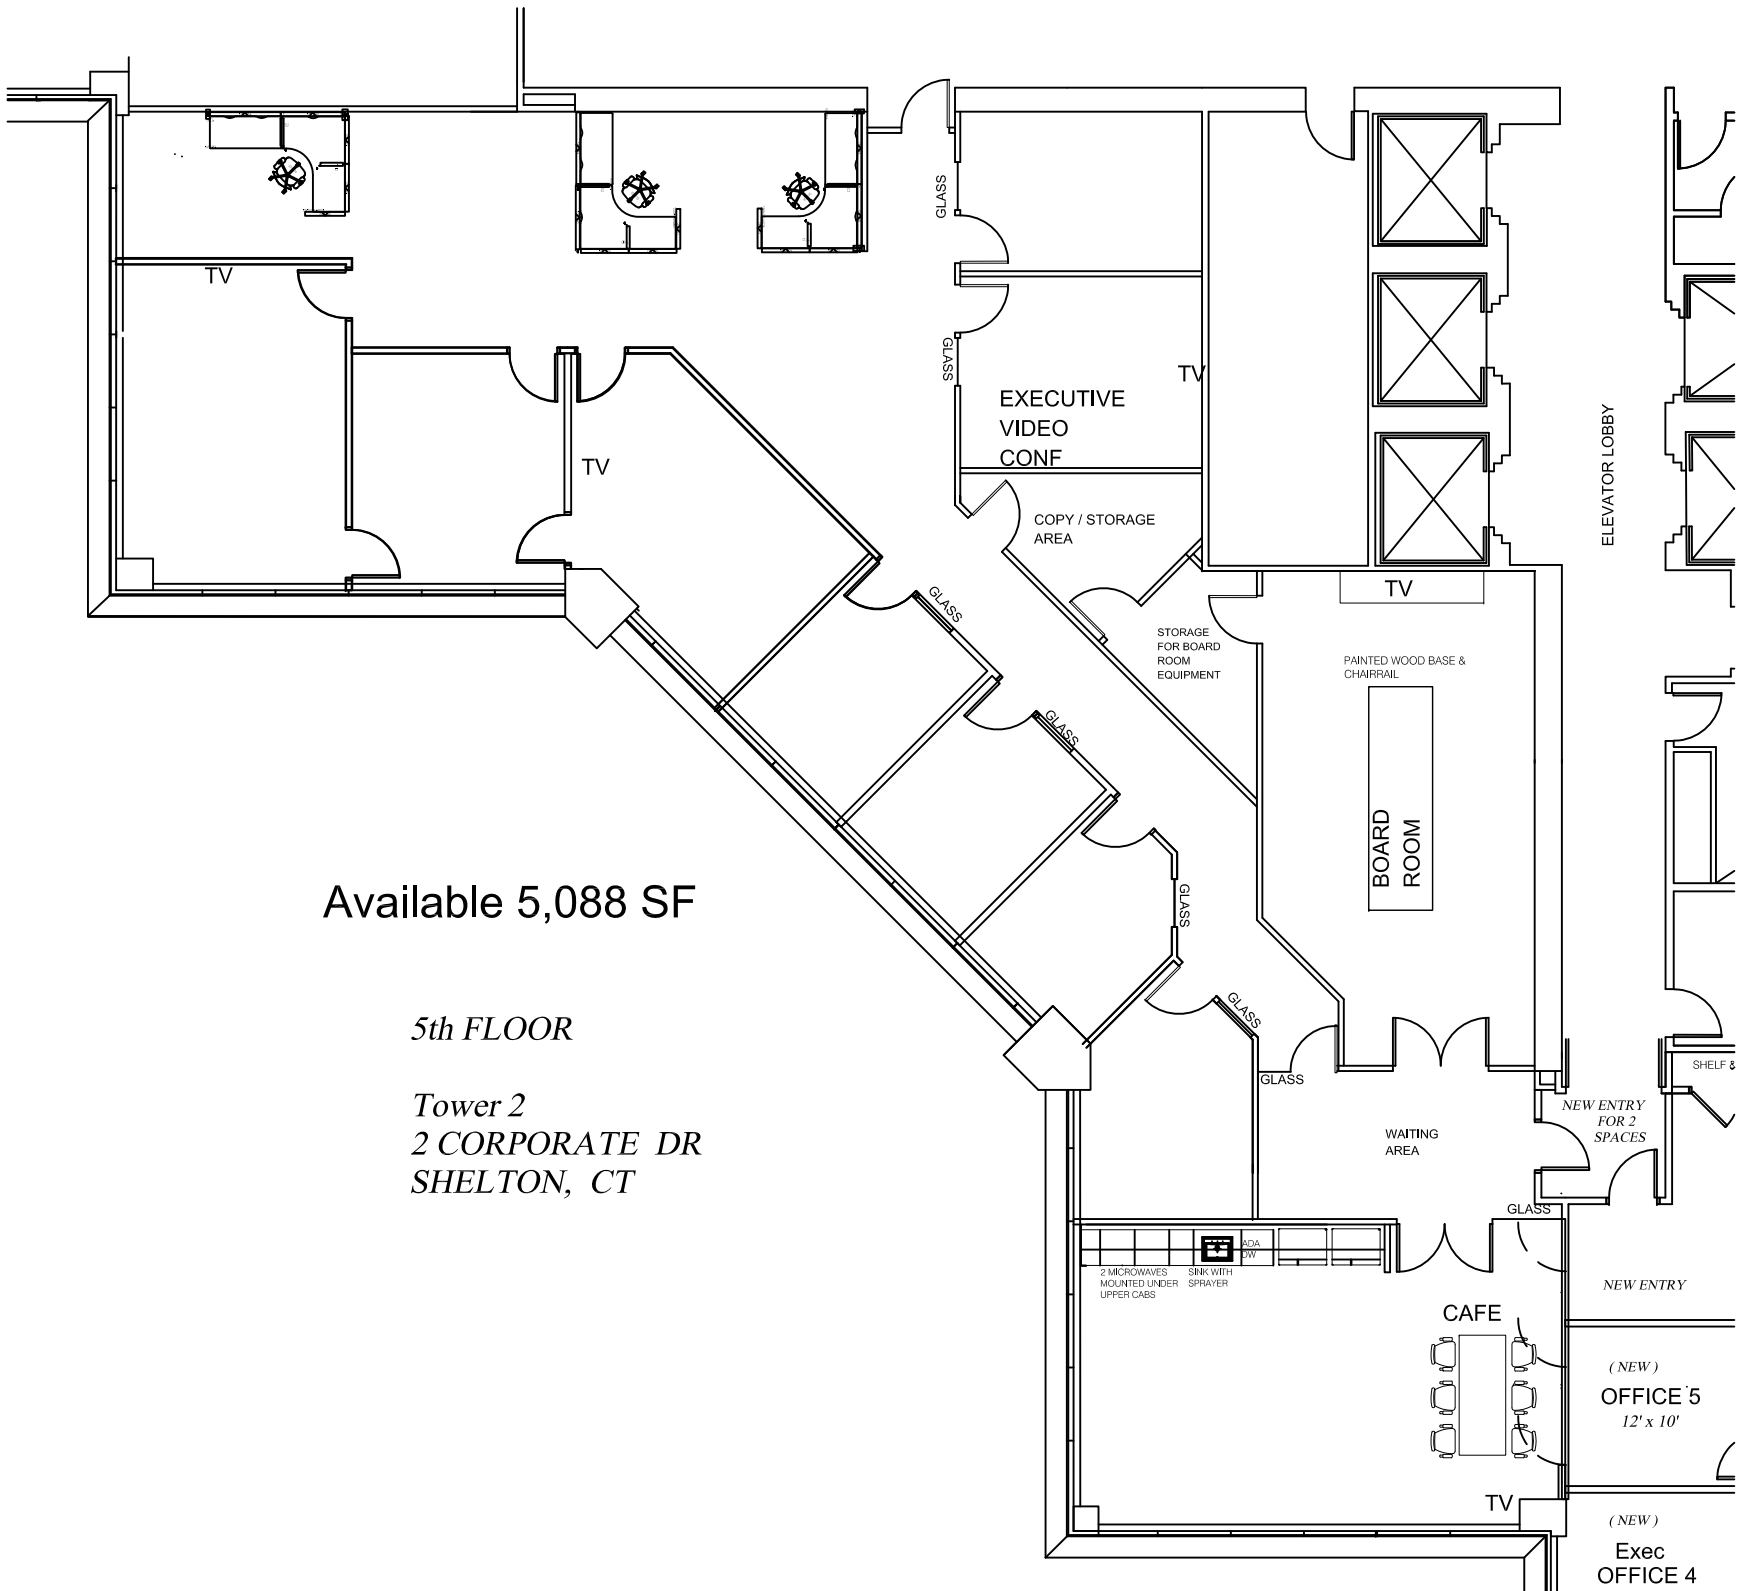 GLASS
TV
GLASS
TV
EXECUTIVE
VIDEO
CONF
TV
ELEVATOR LOBBY
COPY / STORAGE
AREA
TV
GLASS
STORAGE
FOR BOARD
ROOM
EQUIPMENT
PAINTED WOOD BASE &
CHAIRRAIL
GLASS
BOARD
ROOM
Available 5,088 SF
GLASS
5th FLOOR
GLASS
SHELF &
GLASS
Tower 2
2 CORPORATE DR
SHELTON, CT
NEW ENTRY
FOR 2
SPACES
WAITING
AREA
GLASS
ADA
DW
2 MICROWAVES
MOUNTED UNDER
UPPER CABS
SINK WITH
SPRAYER
NEW ENTRY
CAFE
( NEW )
OFFICE 5
12' x 10'
TV
( NEW )
Exec
OFFICE 4